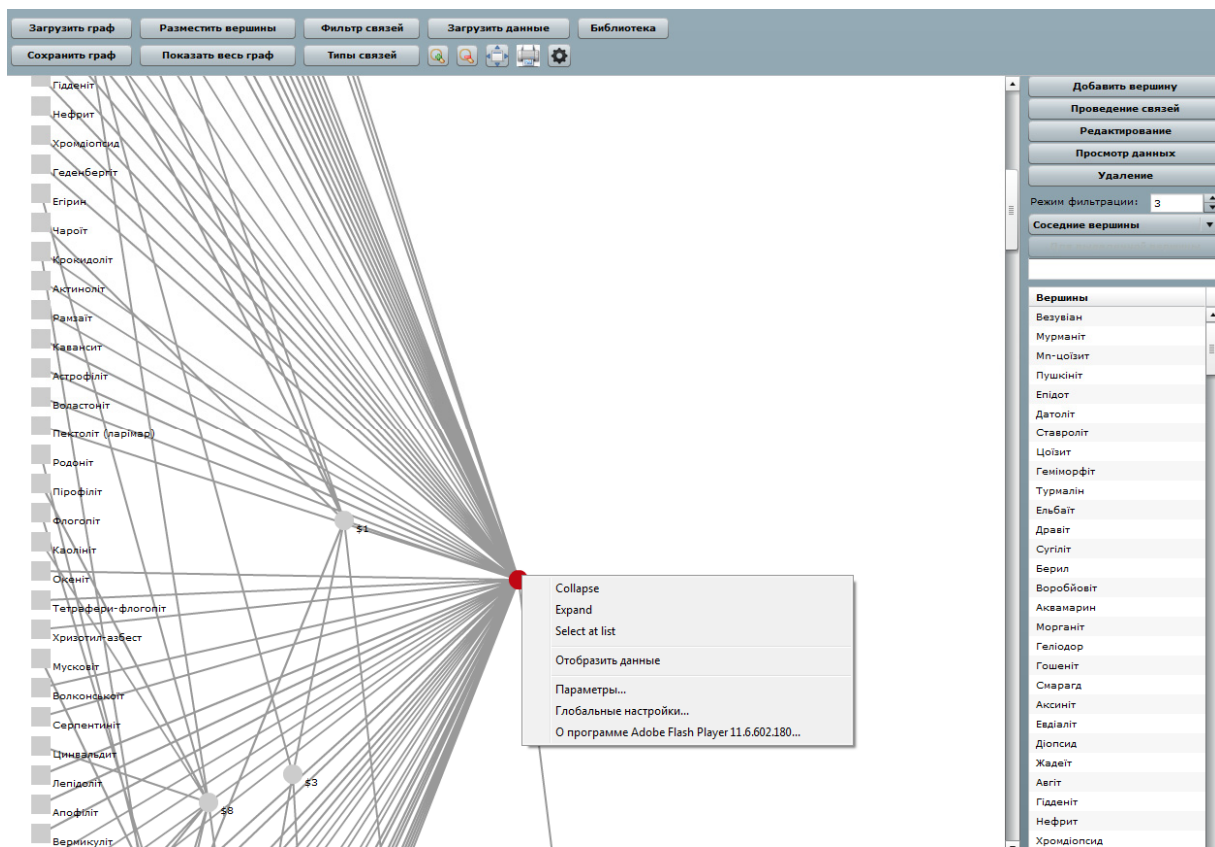 Загрузить граф
Разместить вершины
Фильтр связей
Загрузить данные
Библиотека
Сохранить граф
Показать весь граф
Типы связей
Гідденіт
Нефрит
Хромдіопсид
Геденбергіт
Егірин
Чароїт
Крокидоліт
Актиноліт
Рамзаїт
Кавансит
Астрофіліт
Воластоніт
Пектоліт (ларімар)
Родоніт
Пірофіліт
Флогопіт
Каолініт
Океніт
Тетрафери-флогопіт
Хризотил-азбест
Мусковіт
Волконськоїт
Серпентиніт
Цинвальдит
Лепідоліт
Апофіліт
Вермикуліт
$1
$3
$8
Collapse
Expand
Select at list
Отобразить данные
Параметры...
Глобальные настройки...
О программе Adobe Flash Player 11.6.602.180...
Добавить вершину
Проведение связей
Редактирование
Просмотр данных
Удаление
Режим фильтрации: 3
Соседние вершины
Вершины
Везувіан
Мурманіт
Mn-цоїзит
Пушкініт
Епідот
Датоліт
Ставроліт
Цоїзит
Геміморфіт
Турмалін
Ельбаїт
Дравіт
Сугіліт
Берил
Воробйовіт
Аквамарин
Морганіт
Геліодор
Гошеніт
Смарагд
Аксиніт
Евдіаліт
Діопсид
Жадеїт
Авгіт
Гідденіт
Нефрит
Хромдіопсид